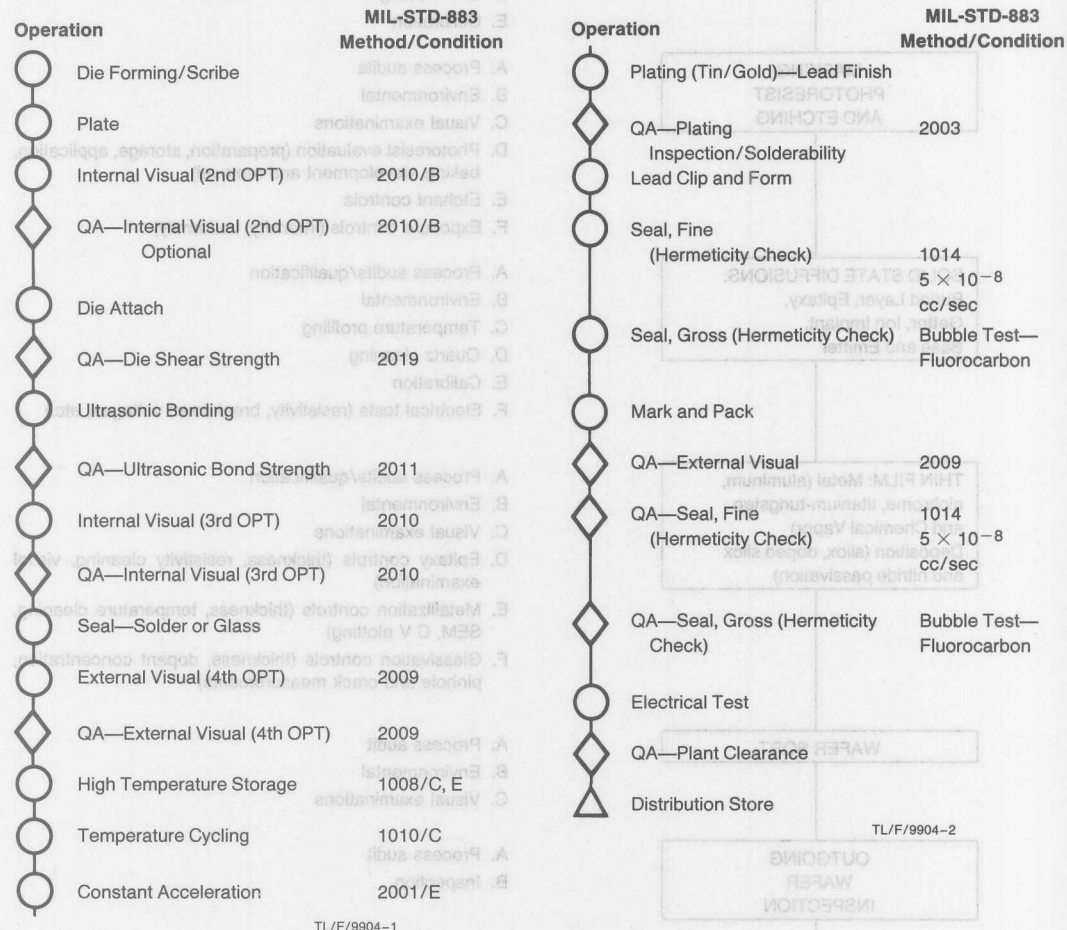 Operation
MIL-STD-883
Method/Condition
Die Forming/Scribe
Plate
Internal Visual (2nd OPT) 2010/B
QA—Internal Visual (2nd OPT) 2010/B
Optional
Die Attach
QA—Die Shear Strength 2019
Ultrasonic Bonding
QA—Ultrasonic Bond Strength 2011
Internal Visual (3rd OPT) 2010
QA—Internal Visual (3rd OPT) 2010
Seal—Solder or Glass
External Visual (4th OPT) 2009
QA—External Visual (4th OPT) 2009
High Temperature Storage 1008/C, E
Temperature Cycling 1010/C
Constant Acceleration 2001/E
TL/F/9904–1
Operation
MIL-STD-883
Method/Condition
Plating (Tin/Gold)—Lead Finish
QA—Plating 2003
Inspection/Solderability
Lead Clip and Form
Seal, Fine
(Hermeticity Check) 1014
5 × 10⁻⁸
cc/sec
Seal, Gross (Hermeticity Check) Bubble Test—
Fluorocarbon
Mark and Pack
QA—External Visual 2009
QA—Seal, Fine 1014
(Hermeticity Check) 5 × 10⁻⁸
cc/sec
QA—Seal, Gross (Hermeticity Bubble Test—
Check) Fluorocarbon
Electrical Test
QA—Plant Clearance
Distribution Store
TL/F/9904–2